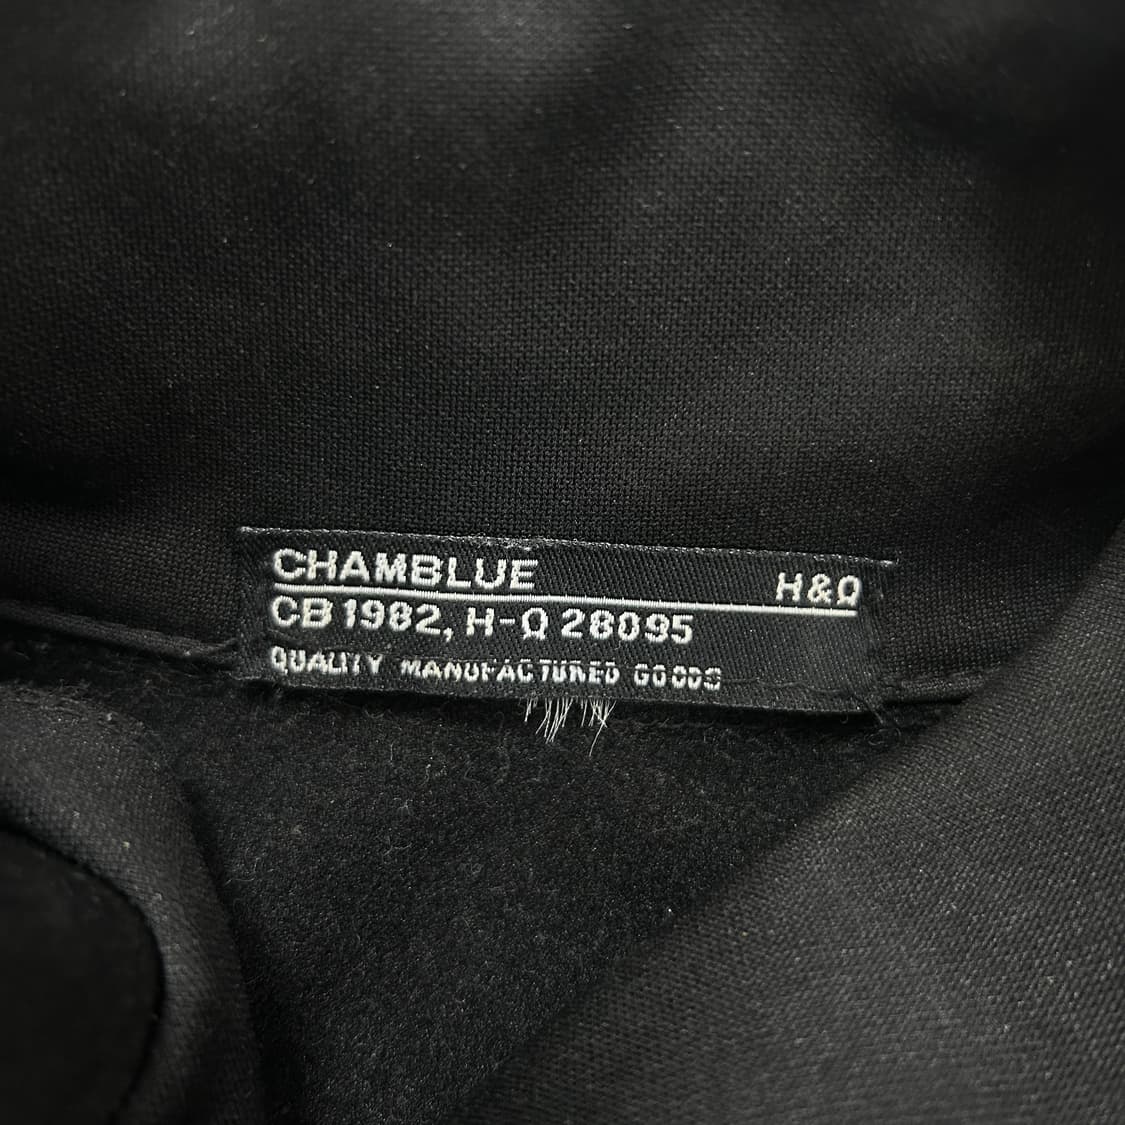 CHAMBLUE H&Q
CB 1982, H-Q 28095
QUALITY MANUFACTURED GOODS